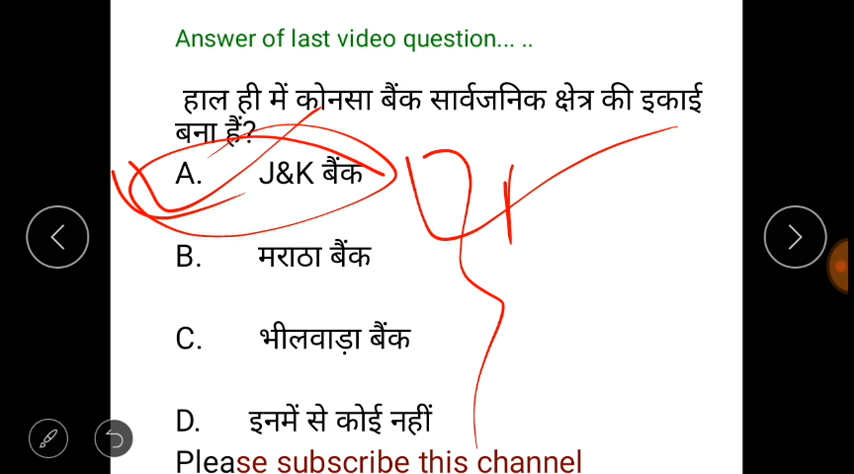 Answer of last video question... ..
हाल ही में कोनसा बैंक सार्वजनिक क्षेत्र की इकाई
बना हैं?
A. J&K बैंक
B. मराठा बैंक
C. भीलवाड़ा बैंक
D. इनमें से कोई नहीं
Please subscribe this channel